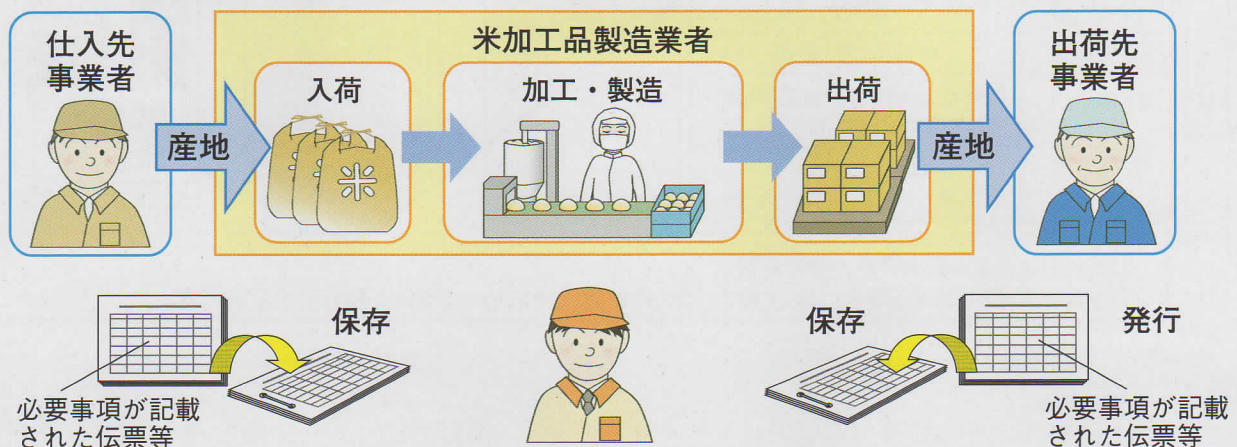 仕入先
事業者
米加工品製造業者
出荷先
事業者
入荷
加工・製造
出荷
産地
米
産地
保存
保存
発行
必要事項が記載
された伝票等
必要事項が記載
された伝票等